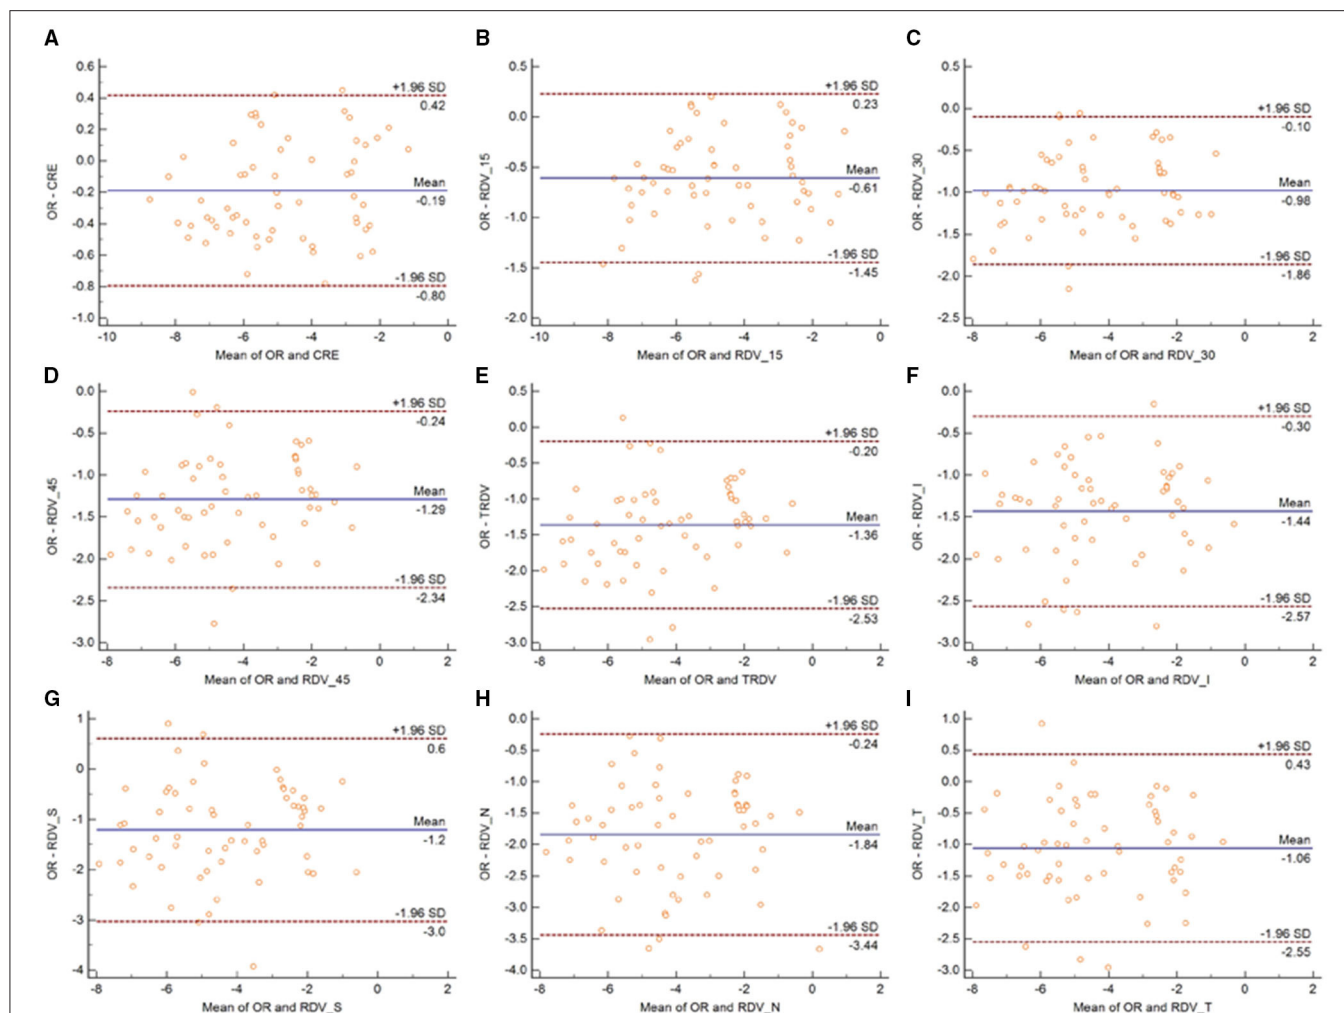 A
OR - CRE
0.6
0.4
0.2
0.0
-0.2
-0.4
-0.6
-0.8
-1.0
+1.96 SD
0.42
Mean
-0.19
-1.96 SD
-0.80
-10 -8 -6 -4 -2 0
Mean of OR and CRE
B
OR - RDV_15
0.5
0.0
-0.5
-1.0
-1.5
-2.0
+1.96 SD
0.23
Mean
-0.61
-1.96 SD
-1.45
-10 -8 -6 -4 -2 0
Mean of OR and RDV_15
C
OR - RDV_30
0.5
0.0
-0.5
-1.0
-1.5
-2.0
-2.5
+1.96 SD
-0.10
Mean
-0.98
-1.96 SD
-1.86
-8 -6 -4 -2 0 2
Mean of OR and RDV_30
D
OR - RDV_45
0.0
-0.5
-1.0
-1.5
-2.0
-2.5
-3.0
+1.96 SD
-0.24
Mean
-1.29
-1.96 SD
-2.34
-8 -6 -4 -2 0 2
Mean of OR and RDV_45
E
OR - TRDV
0.5
0.0
-0.5
-1.0
-1.5
-2.0
-2.5
-3.0
+1.96 SD
-0.20
Mean
-1.36
-1.96 SD
-2.53
-8 -6 -4 -2 0 2
Mean of OR and TRDV
F
OR - RDV_I
0.0
-0.5
-1.0
-1.5
-2.0
-2.5
-3.0
+1.96 SD
-0.30
Mean
-1.44
-1.96 SD
-2.57
-8 -6 -4 -2 0 2
Mean of OR and RDV_I
G
OR - RDV_S
1
0
-1
-2
-3
-4
+1.96 SD
0.6
Mean
-1.2
-1.96 SD
-3.0
-8 -6 -4 -2 0 2
Mean of OR and RDV_S
H
OR - RDV_N
0.0
-0.5
-1.0
-1.5
-2.0
-2.5
-3.0
-3.5
-4.0
+1.96 SD
-0.24
Mean
-1.84
-1.96 SD
-3.44
-8 -6 -4 -2 0 2
Mean of OR and RDV_N
I
OR - RDV_T
1.0
0.5
0.0
-0.5
-1.0
-1.5
-2.0
-2.5
-3.0
+1.96 SD
0.43
Mean
-1.06
-1.96 SD
-2.55
-8 -6 -4 -2 0 2
Mean of OR and RDV_T